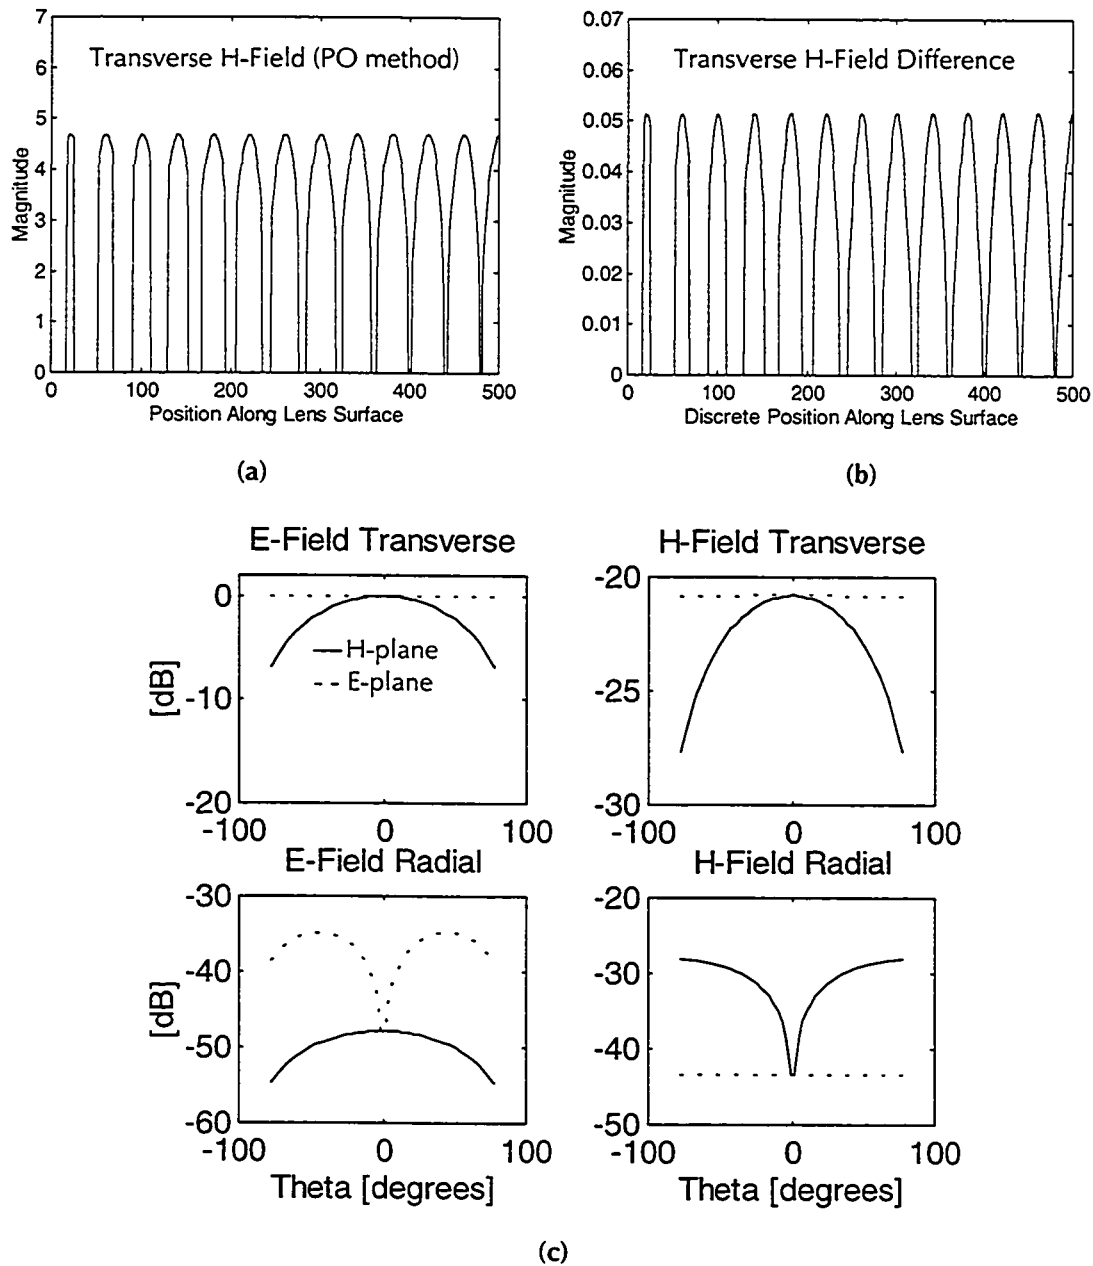 7
6
5
4
3
2
1
0
Magnitude
Transverse H-Field (PO method)
0 100 200 300 400 500
Position Along Lens Surface
(a)
0.07
0.06
0.05
0.04
0.03
0.02
0.01
0
Magnitude
Transverse H-Field Difference
0 100 200 300 400 500
Discrete Position Along Lens Surface
(b)
E-Field Transverse
0
-10
-20
[dB]
H-plane
E-plane
-100 0 100
H-Field Transverse
-20
-25
-30
-100 0 100
E-Field Radial
-30
-40
-50
-60
[dB]
-100 0 100
Theta [degrees]
H-Field Radial
-20
-30
-40
-50
-100 0 100
Theta [degrees]
(c)